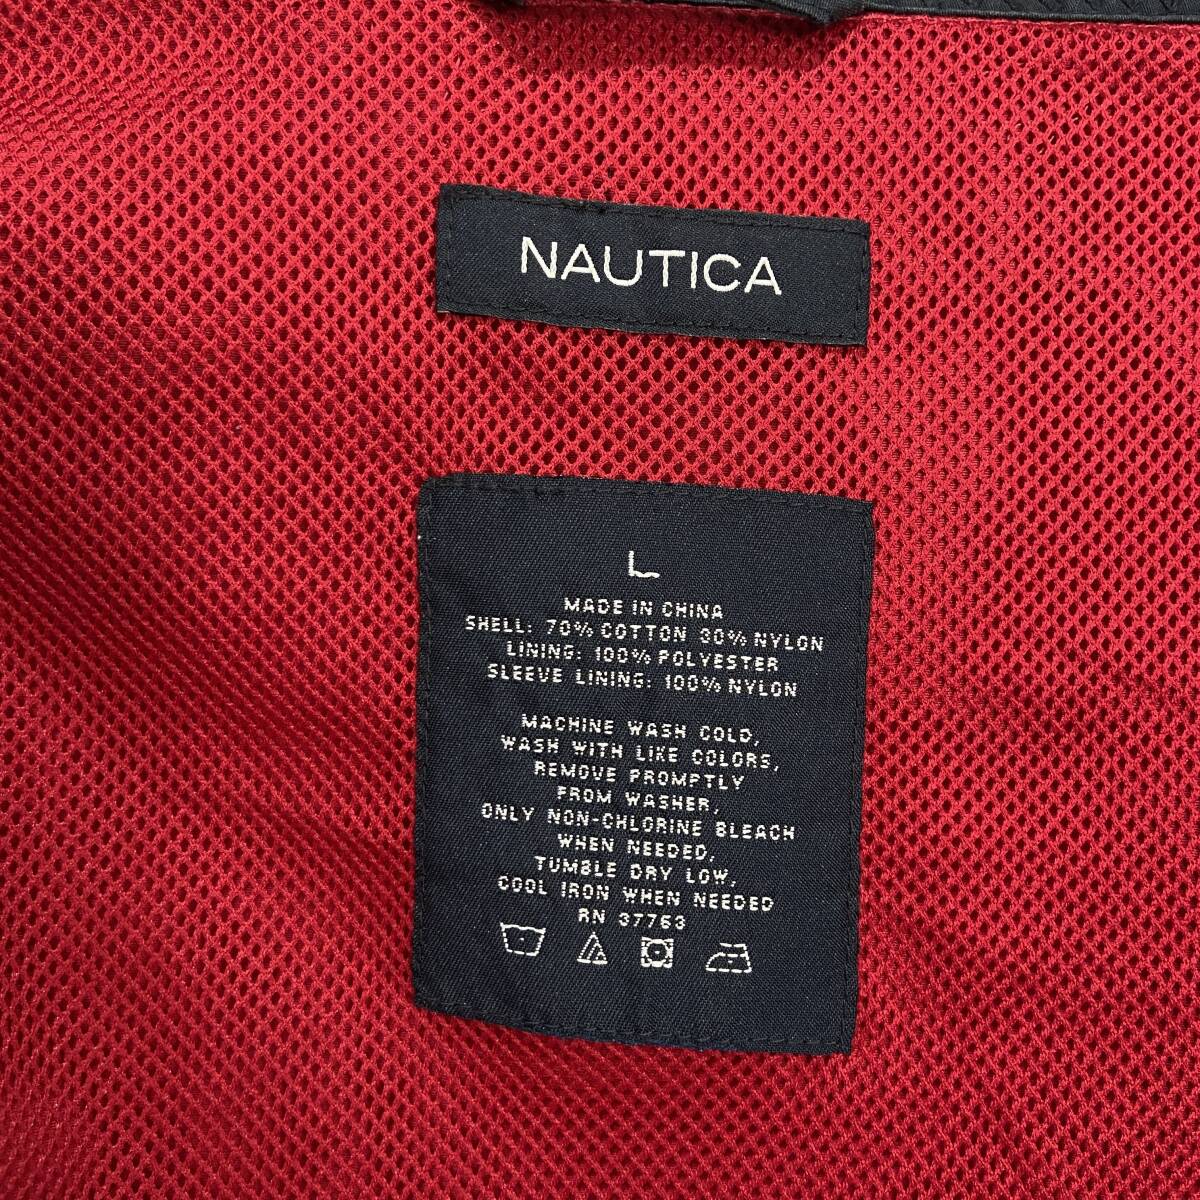 NAUTICA
L
MADE IN CHINA
SHELL: 70% COTTON 30% NYLON
LINING: 100% POLYESTER
SLEEVE LINING: 100% NYLON
MACHINE WASH COLD,
WASH WITH LIKE COLORS,
REMOVE PROMPTLY
FROM WASHER,
ONLY NON-CHLORINE BLEACH
WHEN NEEDED,
TUMBLE DRY LOW,
COOL IRON WHEN NEEDED
RN 37763